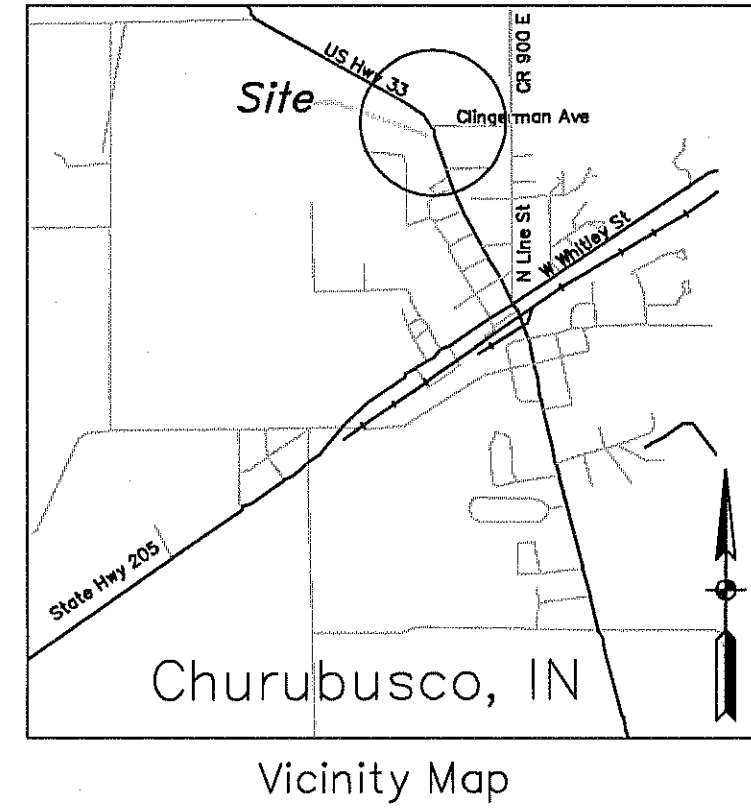 US Hwy 33
CR 900 E
Site
Clingerman Ave
N Line St
W Whitley St
State Hwy 205
Churubusco, IN
Vicinity Map